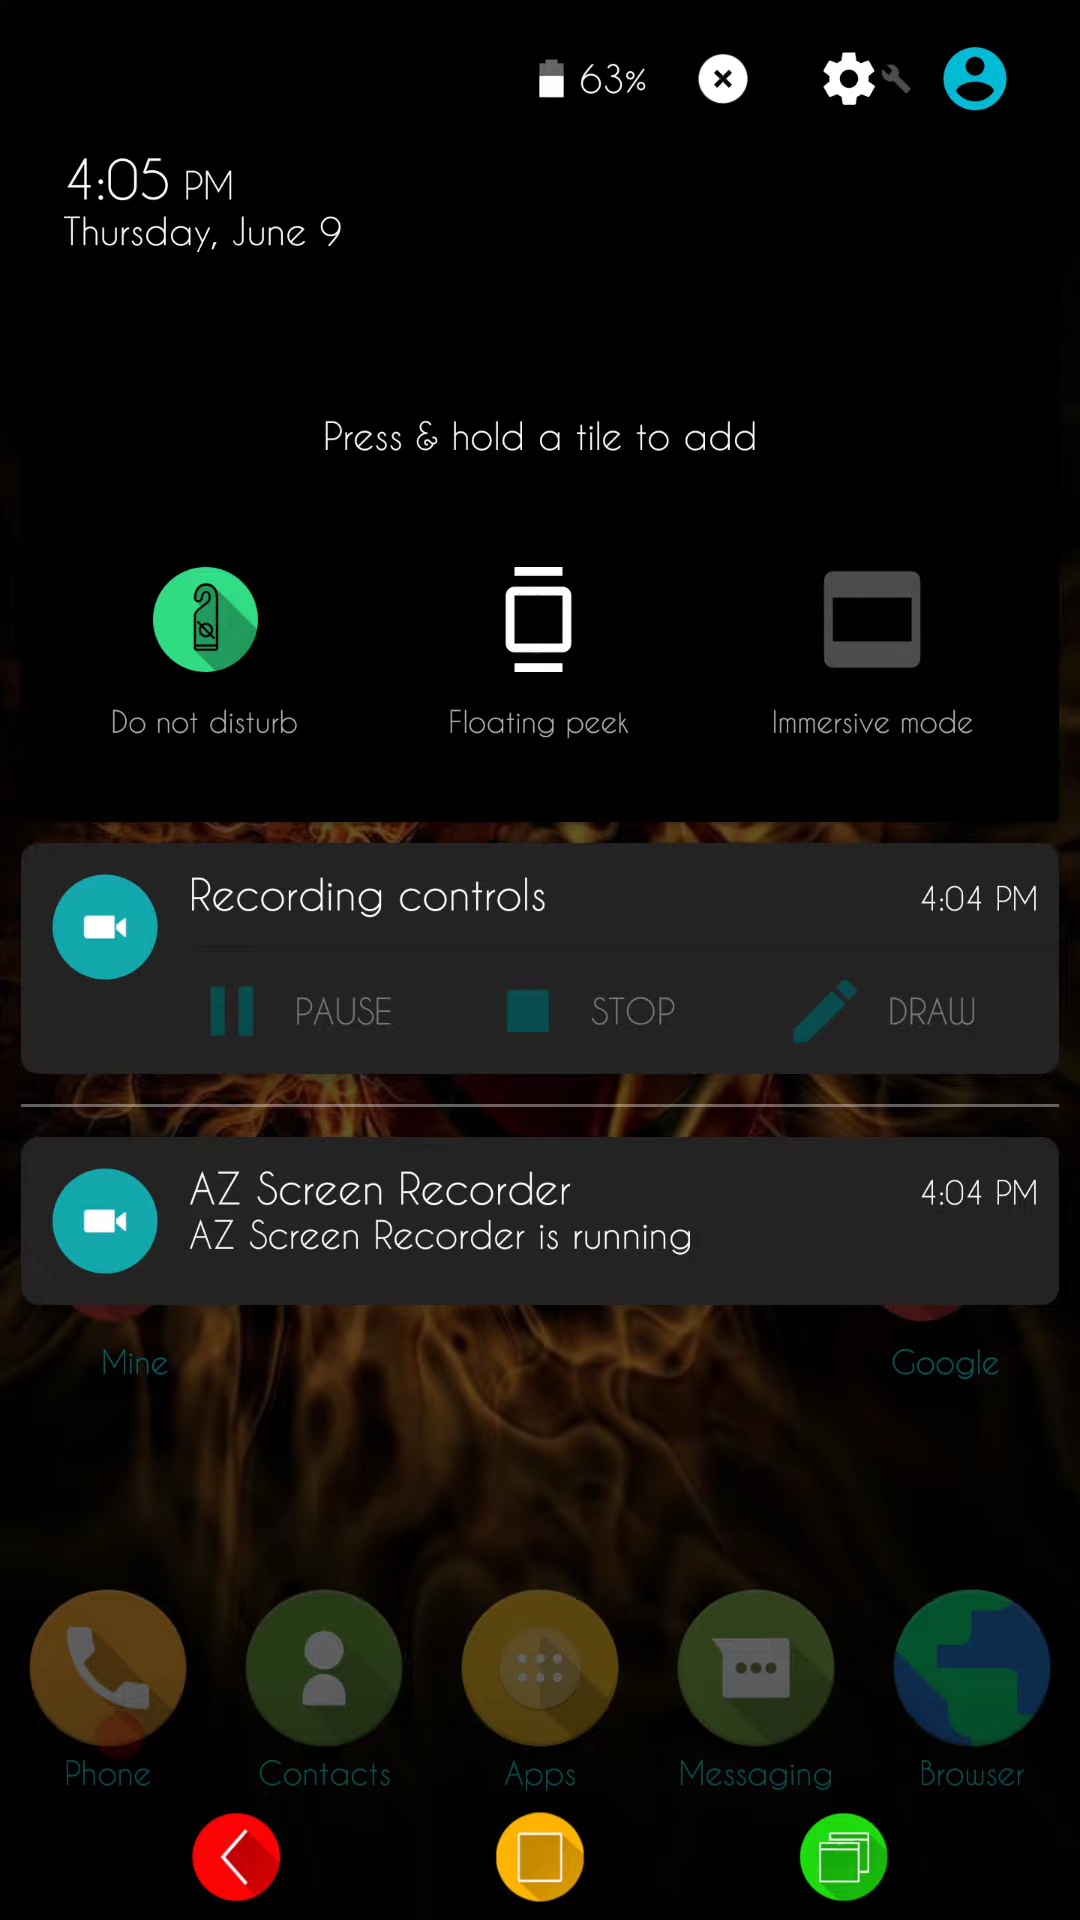 63%
4:05 PM
Thursday, June 9
Press & hold a tile to add
Do not disturb
Floating peek
Immersive mode
Recording controls
4:04 PM
PAUSE
STOP
DRAW
AZ Screen Recorder
4:04 PM
AZ Screen Recorder is running
Mine
Google
Phone
Contacts
Apps
Messaging
Browser